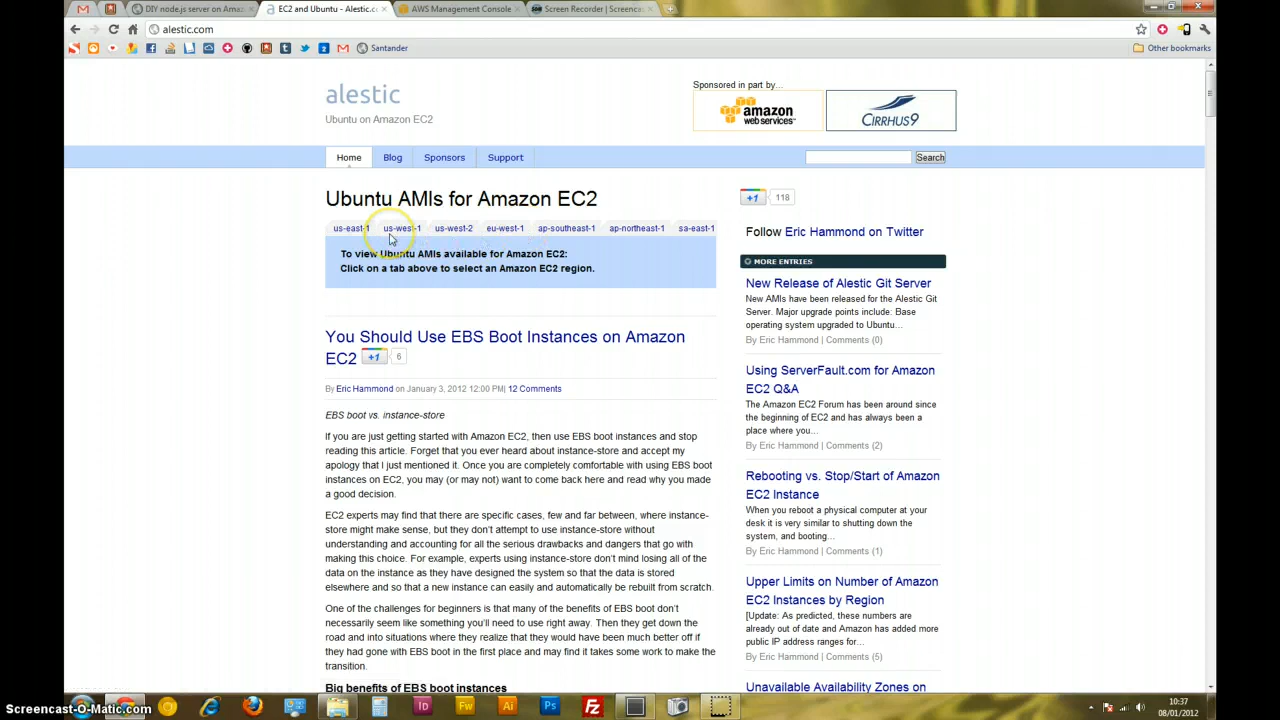 DIY node.js server on Amaz
EC2 and Ubuntu - Alestic.c
AWS Management Console
Screen Recorder | Screencas
alestic.com
Santander
Other bookmarks
alestic
Ubuntu on Amazon EC2
Sponsored in part by...
amazon
web services™
CIRRHUS9
Home
Blog
Sponsors
Support
Search
Ubuntu AMIs for Amazon EC2
us-east-1
us-west-1
us-west-2
eu-west-1
ap-southeast-1
ap-northeast-1
sa-east-1
To view Ubuntu AMIs available for Amazon EC2:
Click on a tab above to select an Amazon EC2 region.
You Should Use EBS Boot Instances on Amazon
EC2
+1
6
By Eric Hammond on January 3, 2012 12:00 PM| 12 Comments
EBS boot vs. instance-store
If you are just getting started with Amazon EC2, then use EBS boot instances and stop
reading this article. Forget that you ever heard about instance-store and accept my
apology that I just mentioned it. Once you are completely comfortable with using EBS boot
instances on EC2, you may (or may not) want to come back here and read why you made
a good decision.
EC2 experts may find that there are specific cases, few and far between, where instance-
store might make sense, but they don't attempt to use instance-store without
understanding and accounting for all the serious drawbacks and dangers that go with
making this choice. For example, experts using instance-store don't mind losing all of the
data on the instance as they have designed the system so that the data is stored
elsewhere and so that a new instance can easily and automatically be rebuilt from scratch.
One of the challenges for beginners is that many of the benefits of EBS boot don't
necessarily seem like something you'll need to use right away. Then they get down the
road and into situations where they realize that they would have been much better off if
they had gone with EBS boot in the first place and may find it takes some work to make the
transition.
Big benefits of EBS boot instances
+1
118
Follow Eric Hammond on Twitter
MORE ENTRIES
New Release of Alestic Git Server
New AMIs have been released for the Alestic Git
Server. Major upgrade points include: Base
operating system upgraded to Ubuntu...
By Eric Hammond | Comments (0)
Using ServerFault.com for Amazon
EC2 Q&A
The Amazon EC2 Forum has been around since
the beginning of EC2 and has always been a
place where you...
By Eric Hammond | Comments (2)
Rebooting vs. Stop/Start of Amazon
EC2 Instance
When you reboot a physical computer at your
desk it is very similar to shutting down the
system, and booting...
By Eric Hammond | Comments (1)
Upper Limits on Number of Amazon
EC2 Instances by Region
[Update: As predicted, these numbers are
already out of date and Amazon has added more
public IP address ranges for...
By Eric Hammond | Comments (5)
Unavailable Availability Zones on
Screencast-O-Matic.com
Id
Fw
Ai
Ps
Fz
10:37
08/01/2012